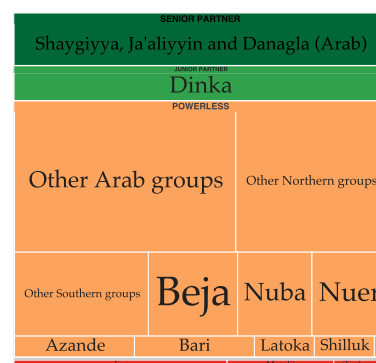 SENIOR PARTNER
Shaygiyya, Ja'aliyyin and Danagla (Arab)
JUNIOR PARTNER
Dinka
POWERLESS
Other Arab groups
Other Northern groups
Other Southern groups
Beja
Nuba
Nuer
Azande
Bari
Latoka
Shilluk